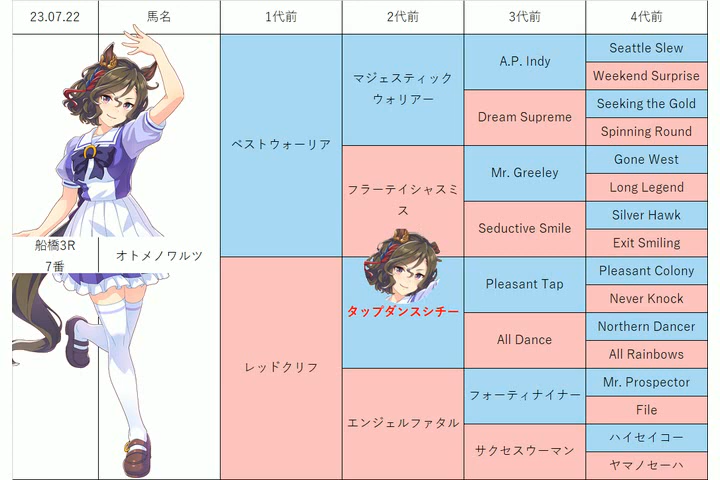 23.07.22 馬名 1代前 2代前 3代前 4代前
船橋3R
7番
オトメノワルツ
ベストウォーリア
レッドクリフ
マジェスティック
ウォリアー
フラーテイシャスミ
ス
タップダンスシチー
エンジェルファタル
A.P. Indy
Dream Supreme
Mr. Greeley
Seductive Smile
Pleasant Tap
All Dance
フォーティナイナー
サクセスウーマン
Seattle Slew
Weekend Surprise
Seeking the Gold
Spinning Round
Gone West
Long Legend
Silver Hawk
Exit Smiling
Pleasant Colony
Never Knock
Northern Dancer
All Rainbows
Mr. Prospector
File
ハイセイコー
ヤマノセーハ